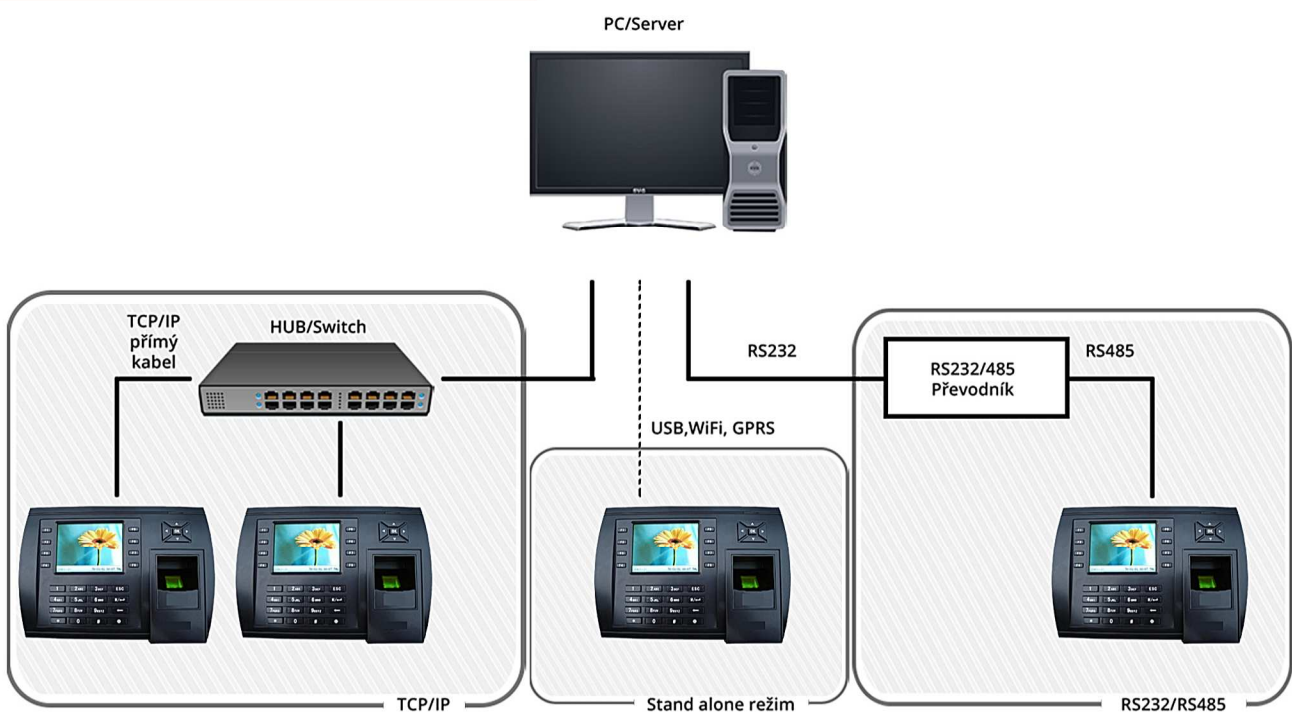 PC/Server
TCP/IP
přímý
kabel
HUB/Switch
RS232
RS232/485
Převodník
RS485
USB,WiFi, GPRS
TCP/IP
Stand alone režim
RS232/RS485